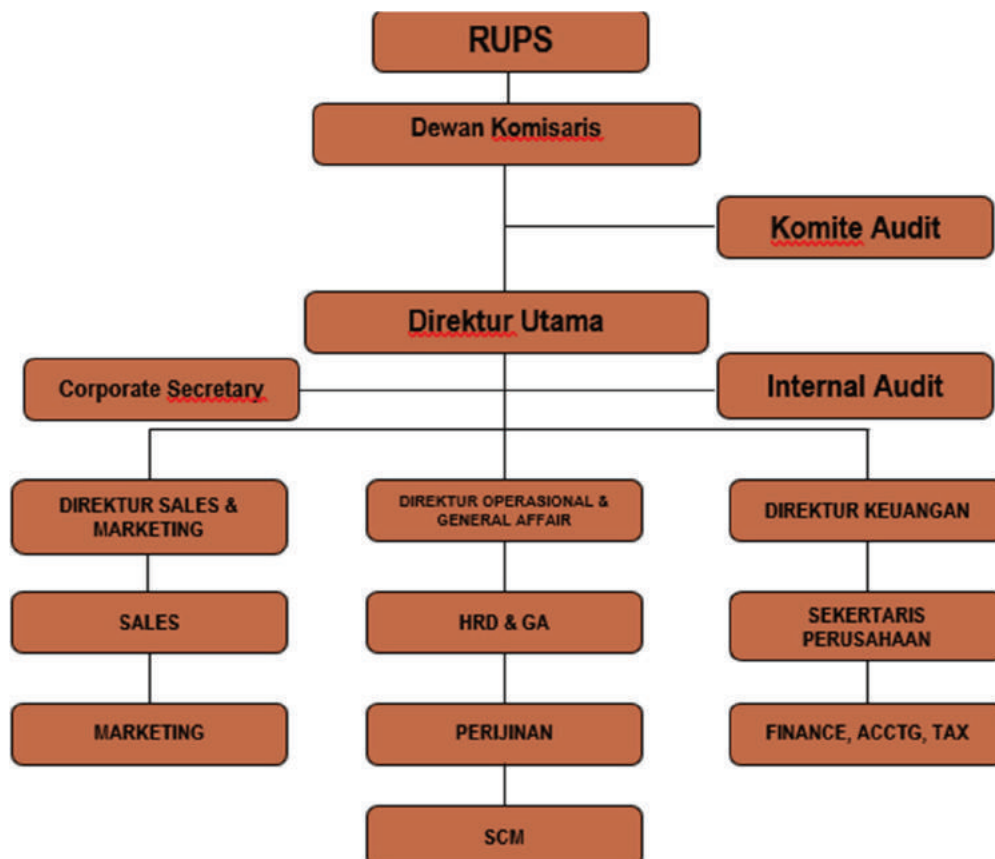 RUPS
Dewan Komisaris
Komite Audit
Direktur Utama
Corporate Secretary
Internal Audit
DIREKTUR SALES &
MARKETING
DIREKTUR OPERASIONAL &
GENERAL AFFAIR
DIREKTUR KEUANGAN
SALES
HRD & GA
SEKERTARIS
PERUSAHAAN
MARKETING
PERIJINAN
FINANCE, ACCTG, TAX
SCM